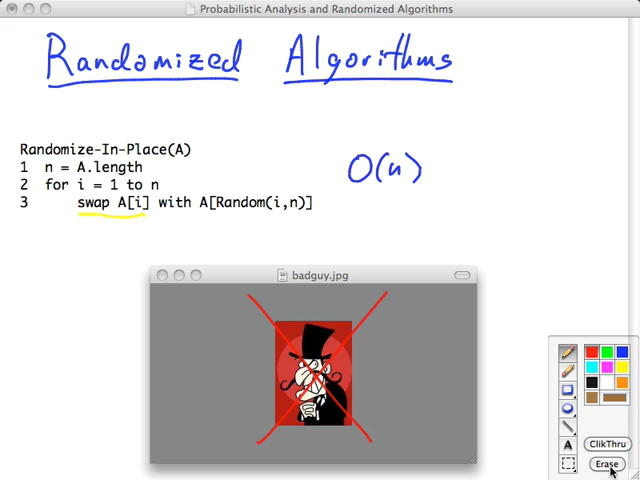 Probabilistic Analysis and Randomized Algorithms
Randomized Algorithms
Randomize-In-Place(A)
1 n = A.length
2 for i = 1 to n
3 swap A[i] with A[Random(i,n)]
O(n)
badguy.jpg
A
ClikThru
Erase